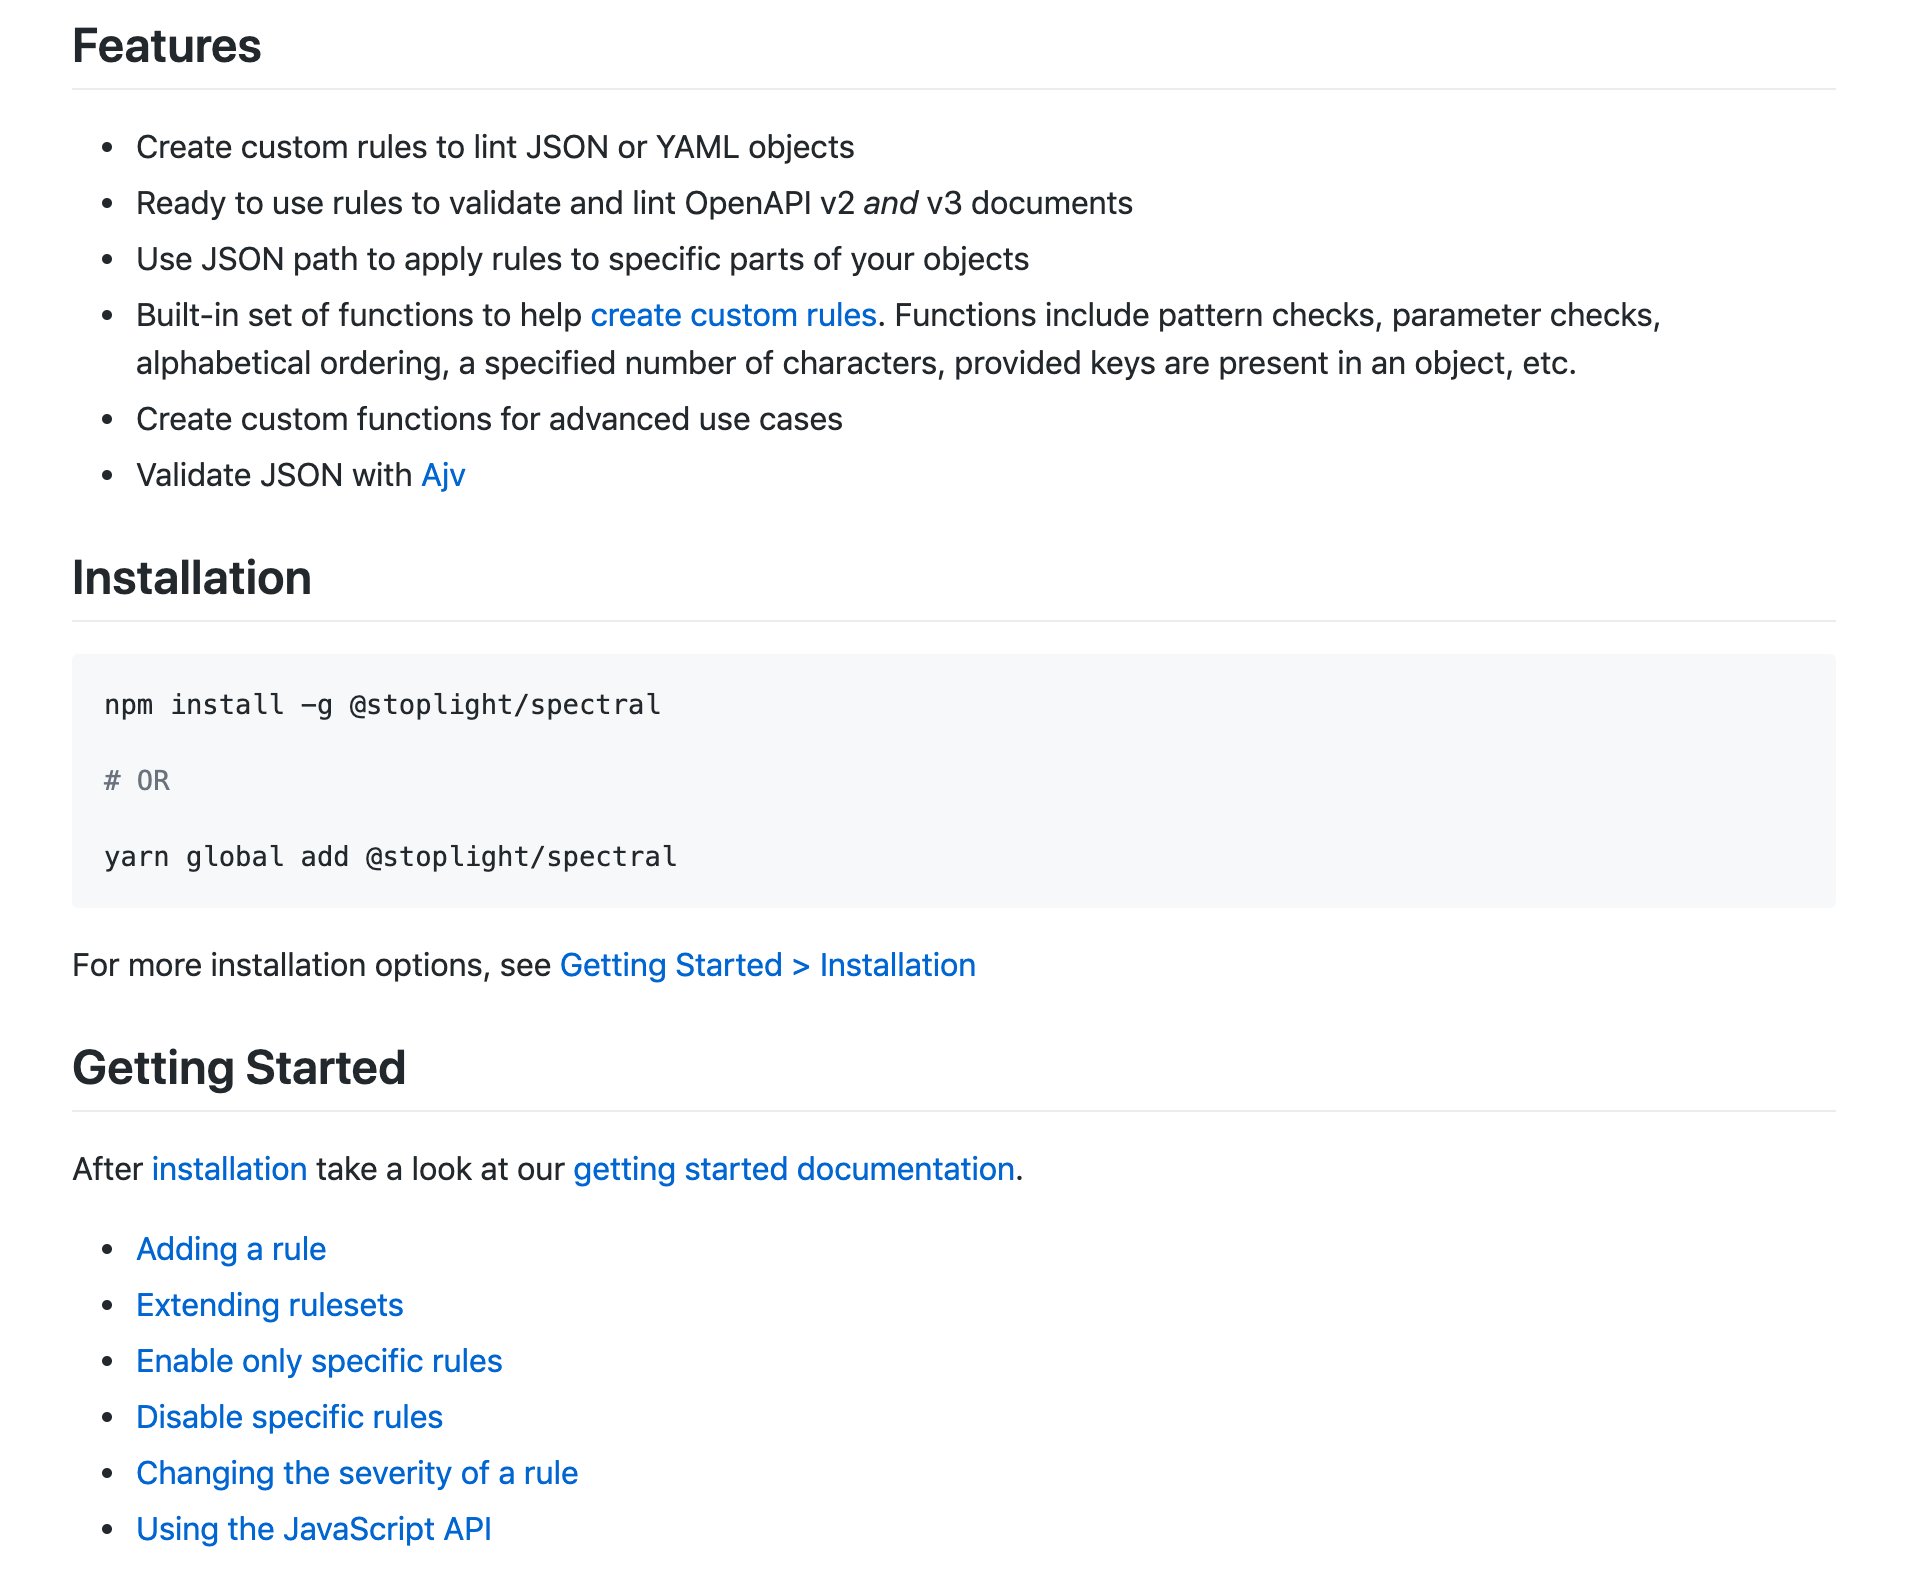 Features
Create custom rules to lint JSON or YAML objects
Ready to use rules to validate and lint OpenAPI v2 and v3 documents
Use JSON path to apply rules to specific parts of your objects
Built-in set of functions to help create custom rules. Functions include pattern checks, parameter checks,
alphabetical ordering, a specified number of characters, provided keys are present in an object, etc.
Create custom functions for advanced use cases
Validate JSON with Ajv
Installation
npm install -g @stoplight/spectral
# OR
yarn global add @stoplight/spectral
For more installation options, see Getting Started > Installation
Getting Started
After installation take a look at our getting started documentation.
Adding a rule
Extending rulesets
Enable only specific rules
Disable specific rules
Changing the severity of a rule
Using the JavaScript API